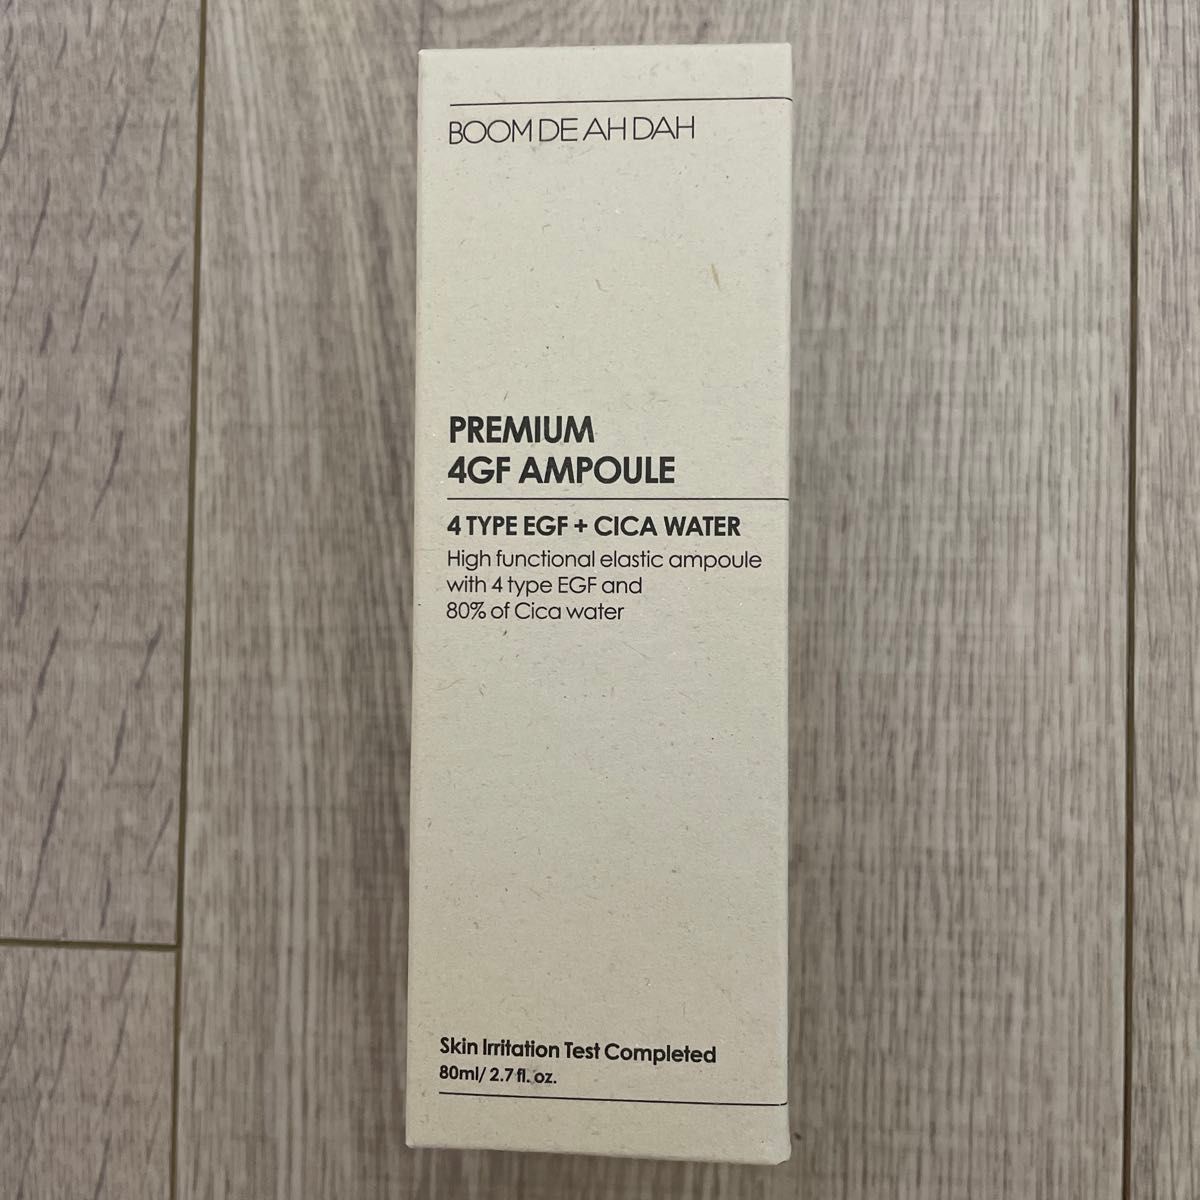 BOOM DE AH DAH
PREMIUM
4GF AMPOULE
4 TYPE EGF + CICA WATER
High functional elastic ampoule
with 4 type EGF and
80% of Cica water
Skin Irritation Test Completed
80ml/ 2.7 fl. oz.